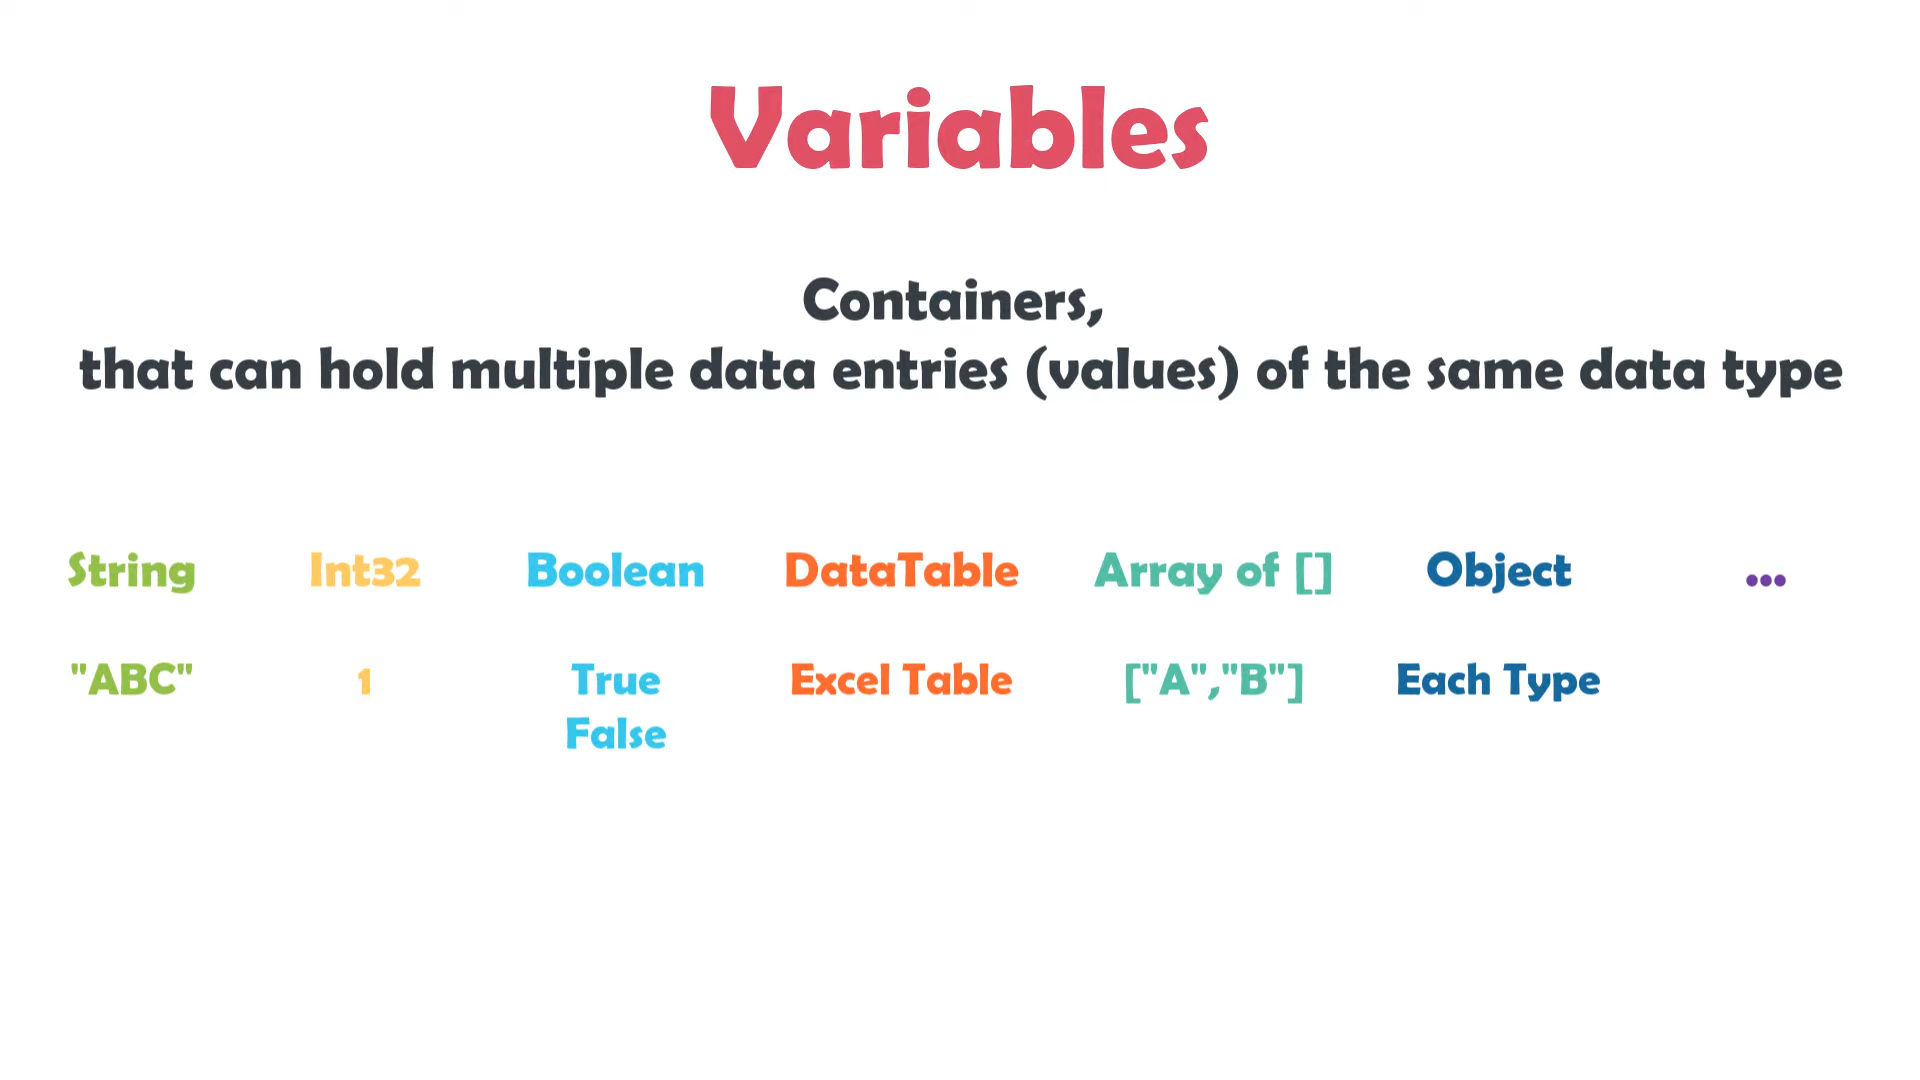 Variables
Containers,
that can hold multiple data entries (values) of the same data type
String Int32 Boolean DataTable Array of [] Object ...
"ABC" 1 True Excel Table ["A","B"] Each Type
False